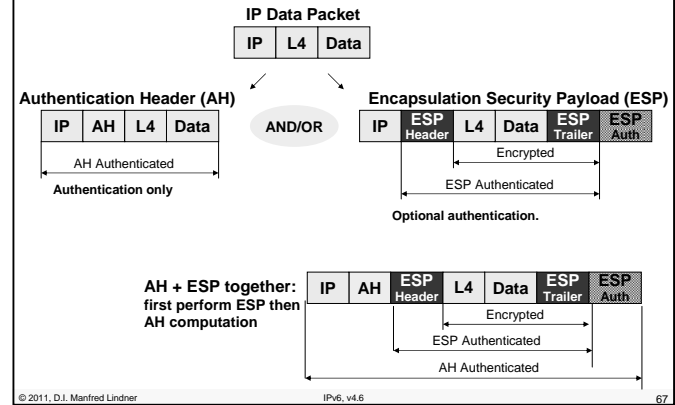 IP Data Packet
IP L4 Data
Authentication Header (AH)
IP AH L4 Data
AH Authenticated
Authentication only
AND/OR
Encapsulation Security Payload (ESP)
IP ESP Header L4 Data ESP Trailer ESP Auth
Encrypted
ESP Authenticated
Optional authentication.
AH + ESP together:
first perform ESP then
AH computation
IP AH ESP Header L4 Data ESP Trailer ESP Auth
Encrypted
ESP Authenticated
AH Authenticated
© 2011, D.I. Manfred Lindner IPv6, v4.6 67